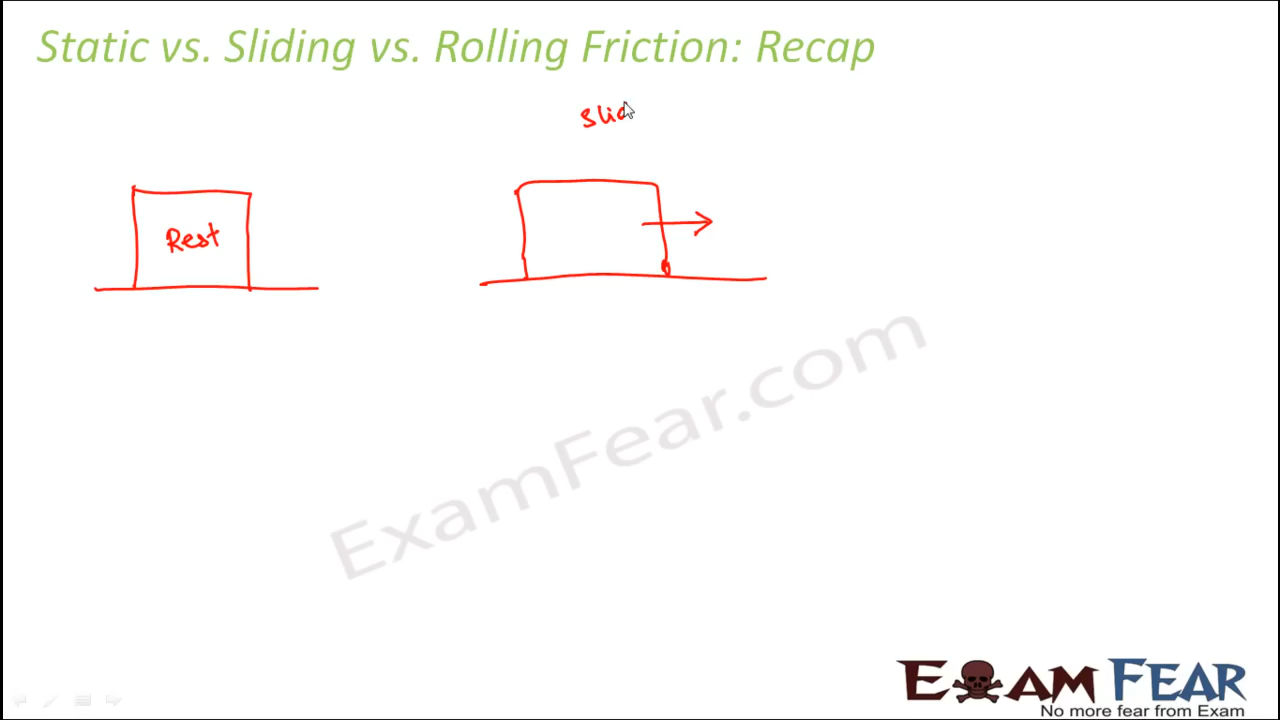 Static vs. Sliding vs. Rolling Friction: Recap
Slid
Rest
ExamFear.com
EXAM FEAR
No more fear from Exam